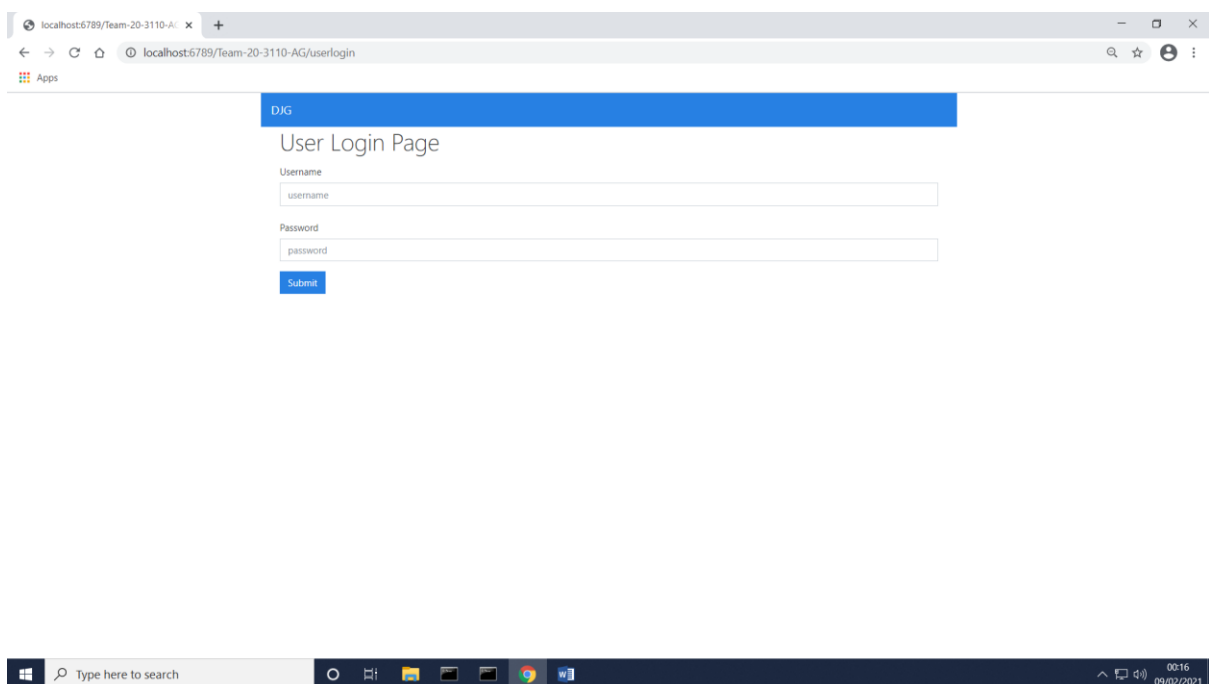 localhost:6789/Team-20-3110-AG
localhost:6789/Team-20-3110-AG/userlogin
Apps
DJG
User Login Page
Username
username
Password
password
Submit
Type here to search
00:16
09/02/2021